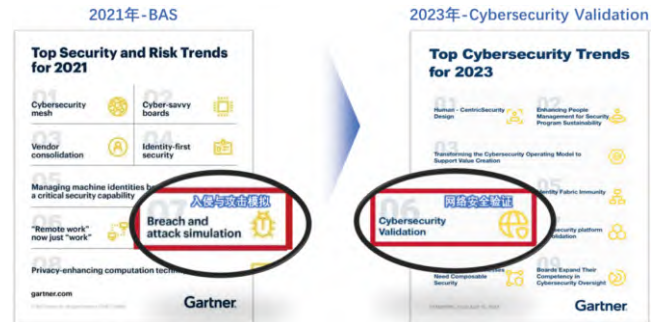 2021年-BAS
2023年-Cybersecurity Validation
Top Security and Risk Trends
for 2021
01
Cybersecurity
mesh
02
Cyber-savvy
boards
03
Vendor
consolidation
04
Identity-first
security
Managing machine identities
a critical security capability
"Remote work"
now just "work"
07
入侵与攻击模拟
Breach and
attack simulation
08
Privacy-enhancing computation
gartner.com
Gartner
Top Cybersecurity Trends
for 2023
01
Human - CentricSecurity
Design
02
Enhancing People
Management for Security
Program Sustainability
03
Transforming the Cybersecurity Operating Model to
Support Value Creation
Identity Fabric Immunity
06
网络安全验证
Cybersecurity
Validation
Need Composable
Security
09
Boards Expand Their
Competency in
Cybersecurity Oversight
Gartner